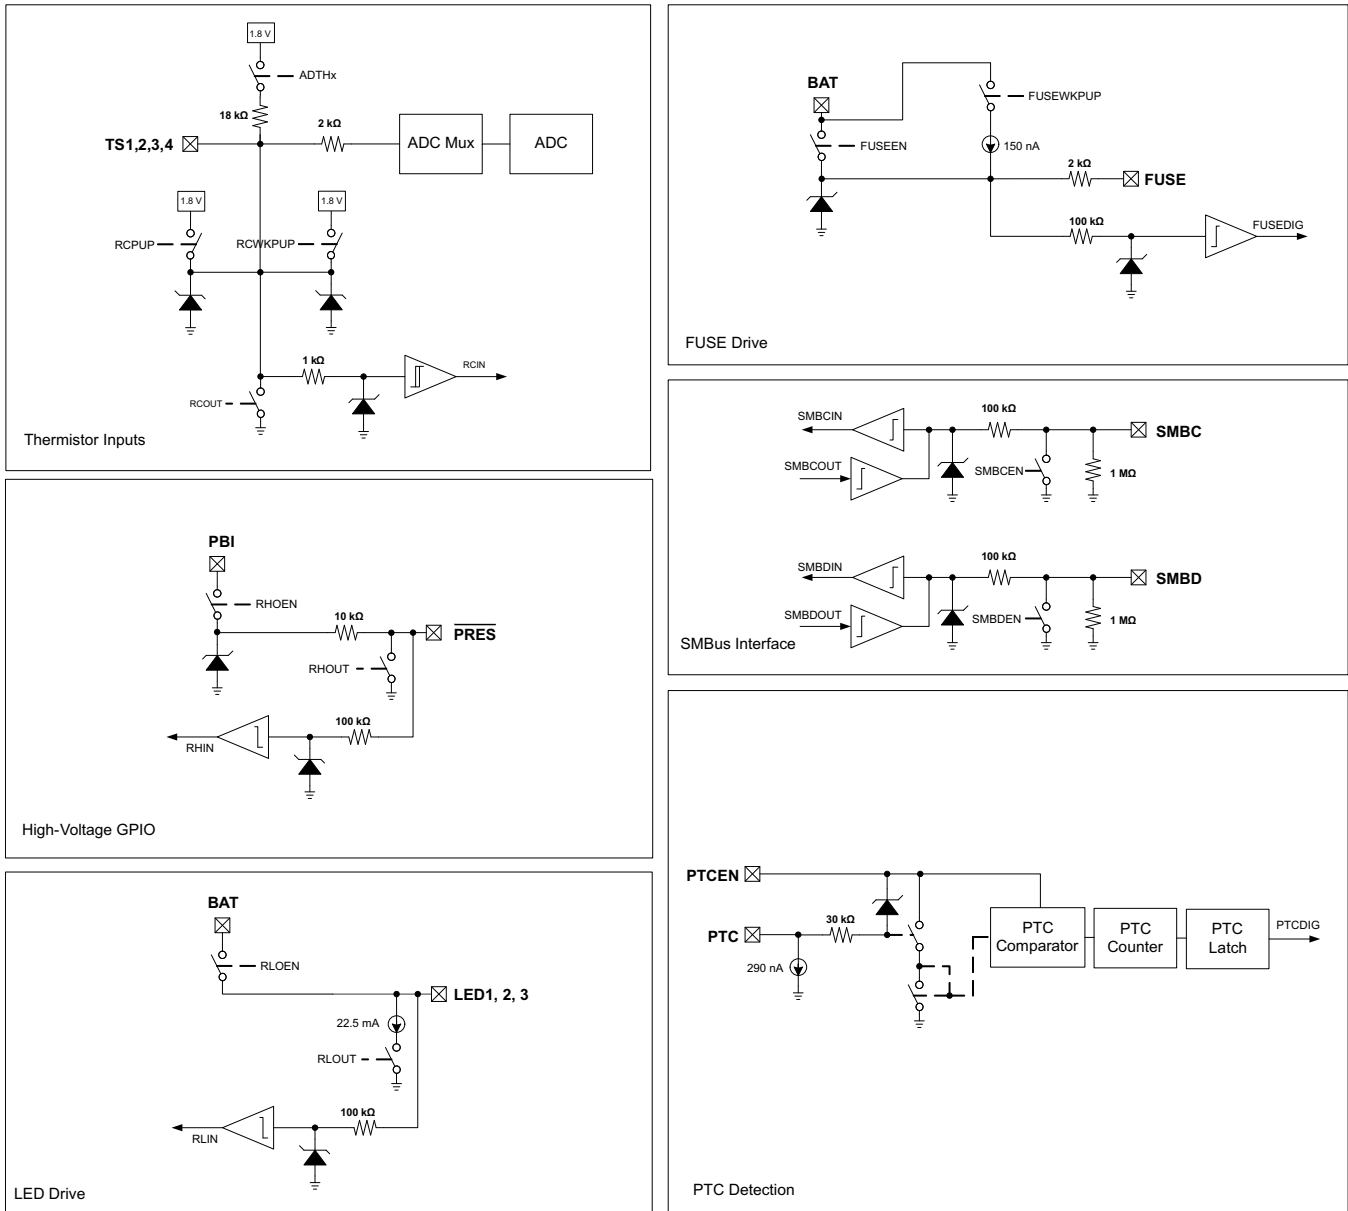 1.8 V
ADTHx
18 kΩ
2 kΩ
TS1,2,3,4
ADC Mux
ADC
1.8 V
1.8 V
RCPUP
RCWKPUP
1 kΩ
RCIN
RCOUT
Thermistor Inputs
BAT
FUSEWKPUP
FUSEEN
150 nA
2 kΩ
FUSE
100 kΩ
FUSEDIG
FUSE Drive
SMBCIN
100 kΩ
SMBC
SMBCOUT
SMBCEN
1 MΩ
SMBDIN
100 kΩ
SMBD
SMBDOUT
SMBDEN
1 MΩ
SMBus Interface
PBI
RHOEN
10 kΩ
PRES
RHOUT
100 kΩ
RHIN
High-Voltage GPIO
BAT
RLOEN
LED1, 2, 3
22.5 mA
RLOUT
100 kΩ
RLIN
LED Drive
PTCEN
30 kΩ
PTC
290 nA
PTC
Comparator
PTC
Counter
PTC
Latch
PTCDIG
PTC Detection